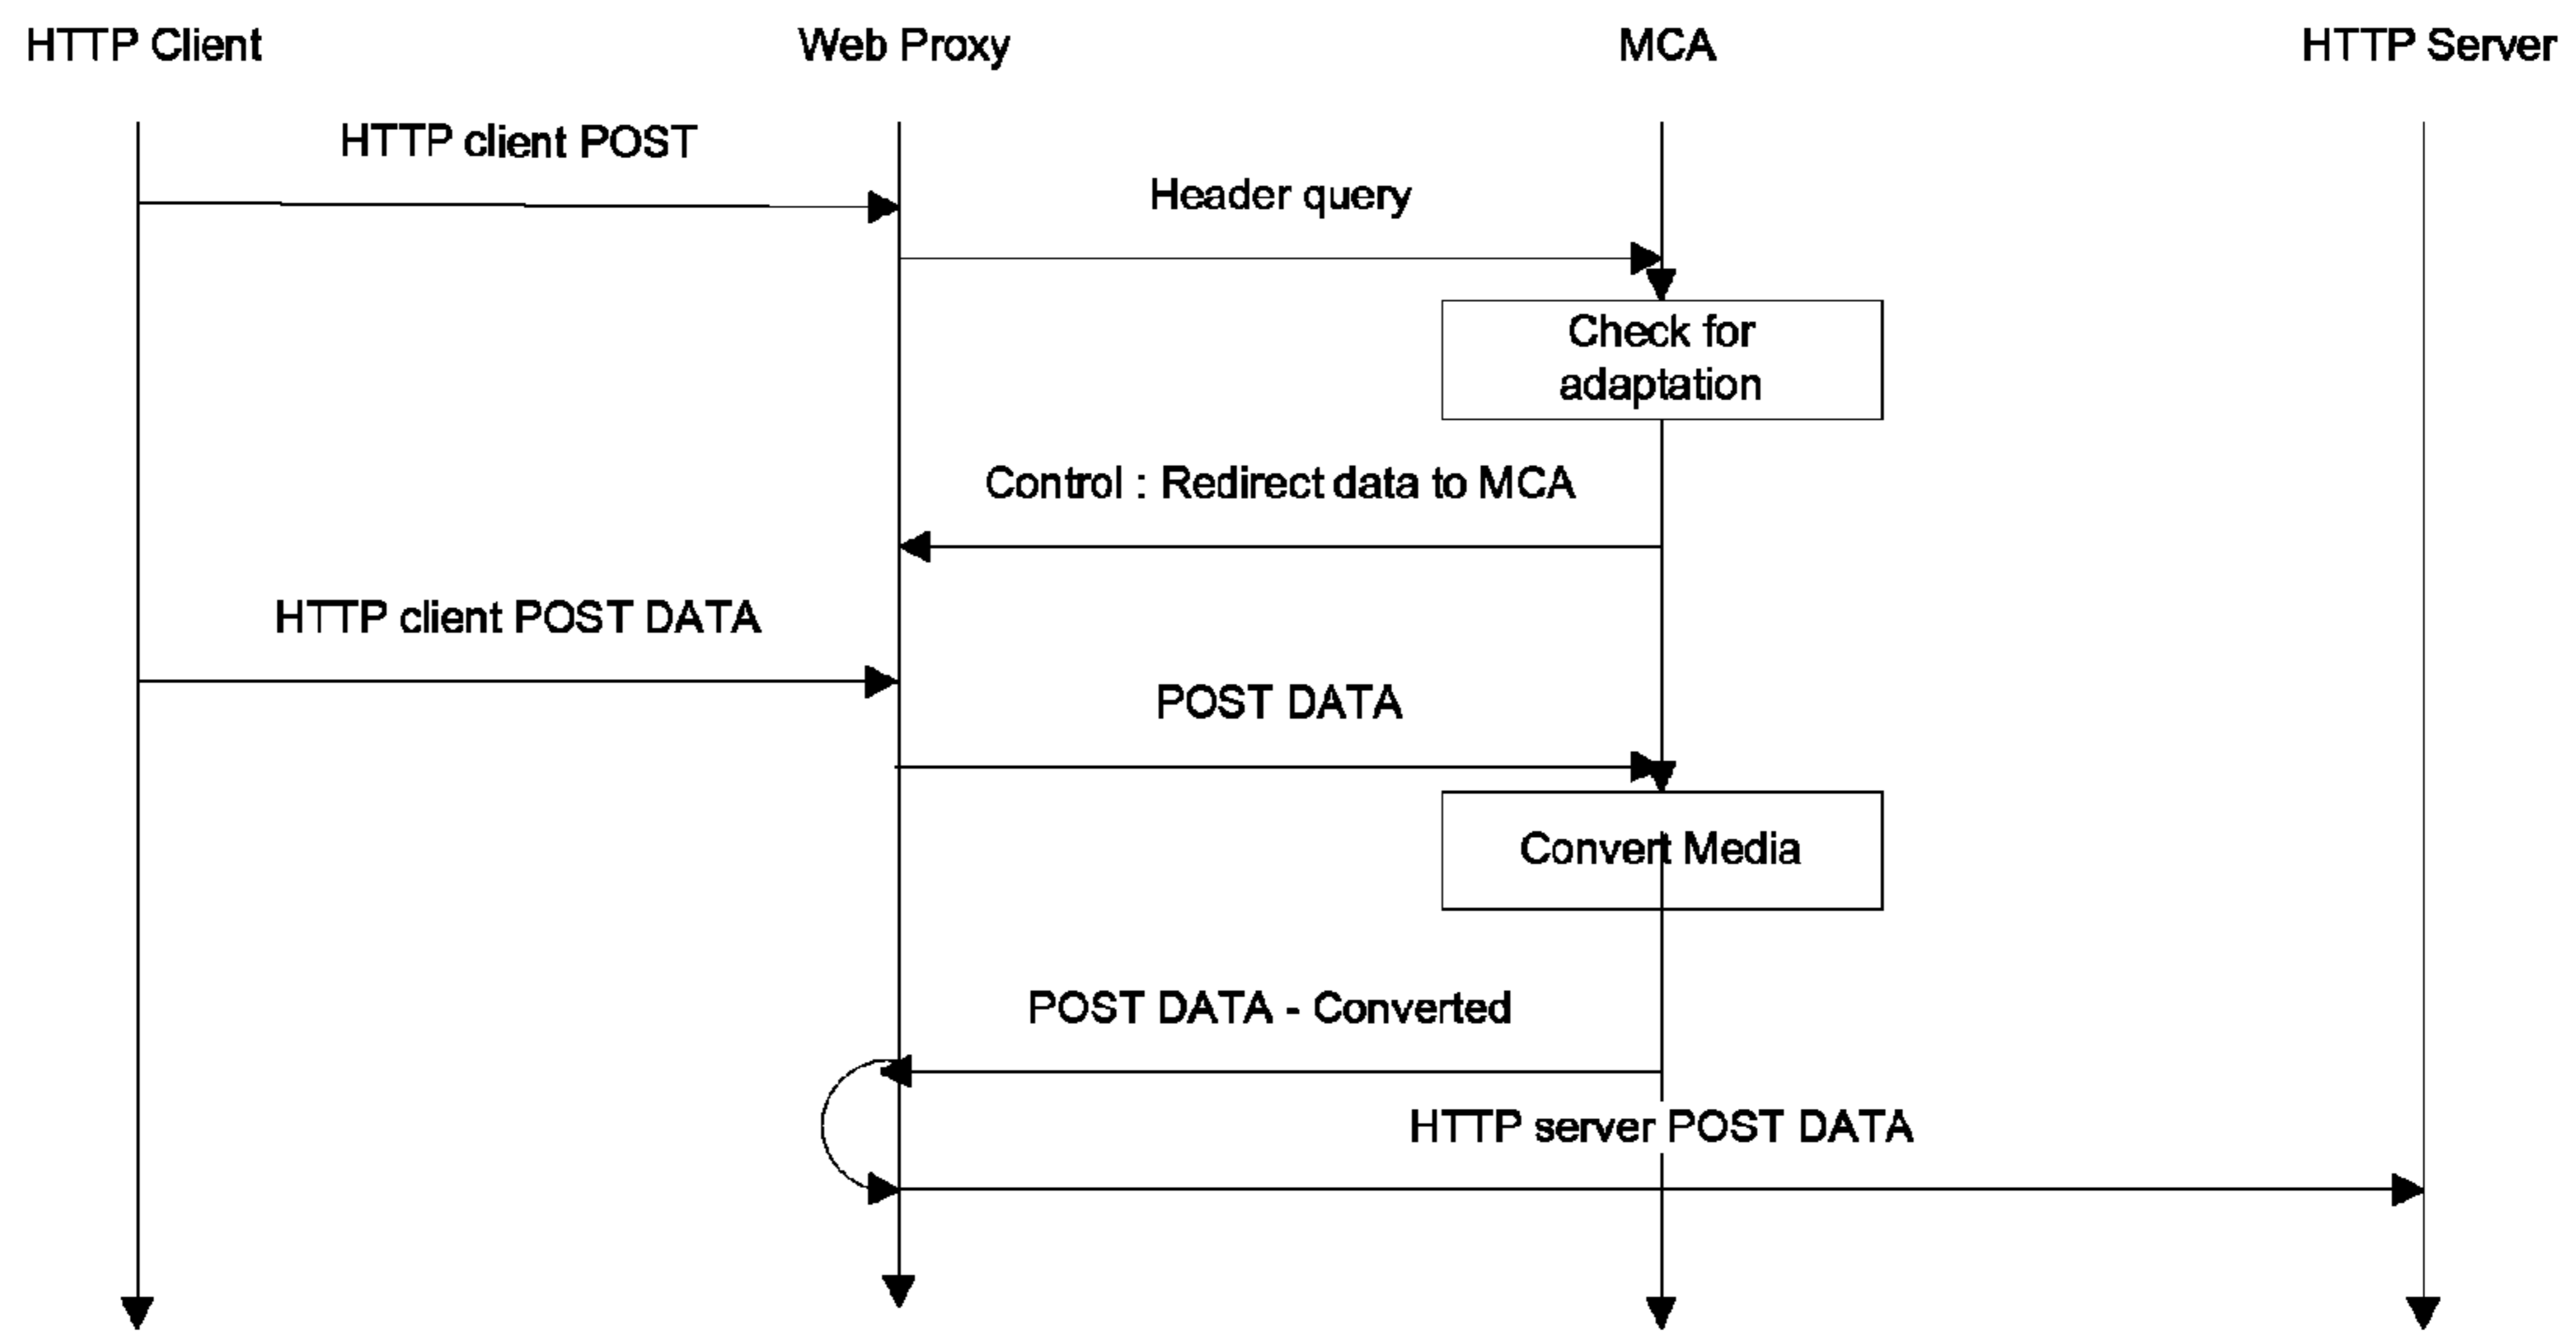 HTTP Client
Web Proxy
MCA
HTTP Server
HTTP client POST
Header query
Check for
adaptation
Control : Redirect data to MCA
HTTP client POST DATA
POST DATA
Convert Media
POST DATA - Converted
HTTP server POST DATA